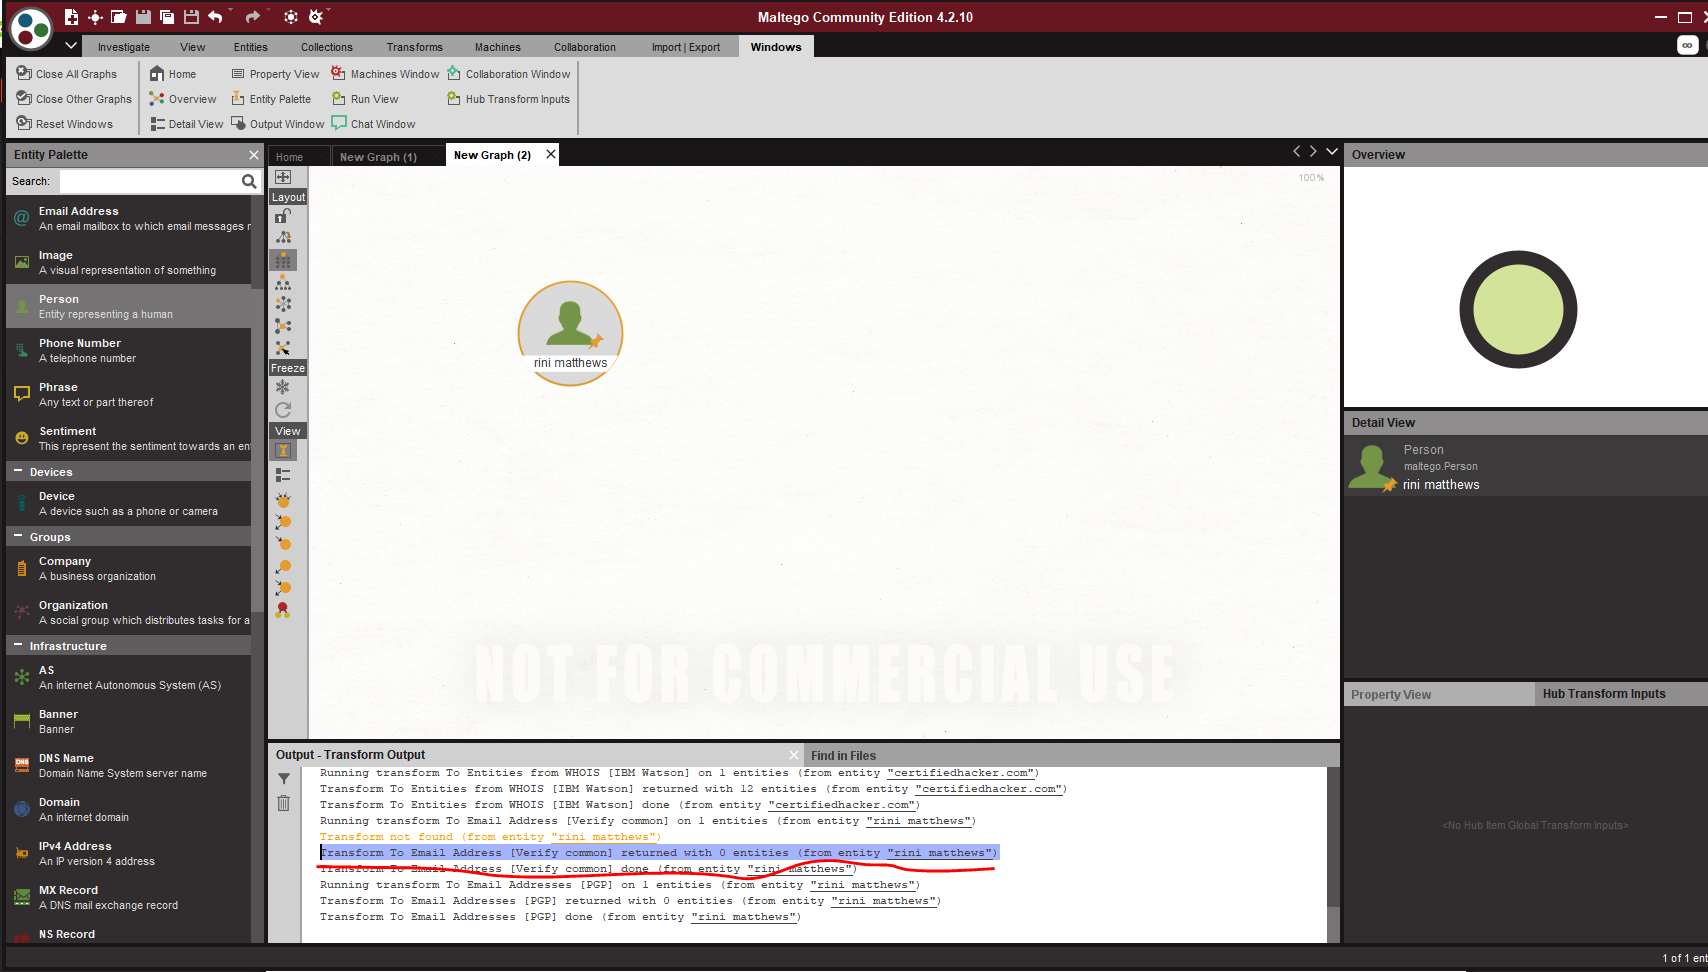 Maltego Community Edition 4.2.10
Investigate View Entities Collections Transforms Machines Collaboration Import | Export Windows
Close All Graphs
Close Other Graphs
Reset Windows
Home
Overview
Detail View
Property View
Entity Palette
Output Window
Machines Window
Run View
Chat Window
Collaboration Window
Hub Transform Inputs
Entity Palette
Search:
Email Address
An email mailbox to which email messages
Image
A visual representation of something
Person
Entity representing a human
Phone Number
A telephone number
Phrase
Any text or part thereof
Sentiment
This represent the sentiment towards an
Devices
Device
A device such as a phone or camera
Groups
Company
A business organization
Organization
A social group which distributes tasks for a
Infrastructure
AS
An internet Autonomous System (AS)
Banner
Banner
DNS
DNS Name
Domain Name System server name
Domain
An internet domain
IPv4 Address
An IP version 4 address
MX Record
A DNS mail exchange record
NS Record
Home New Graph (1) New Graph (2)
Layout
Freeze
View
100%
rini matthews
NOT FOR COMMERCIAL USE
Output - Transform Output Find in Files
Running transform To Entities from WHOIS [IBM Watson] on 1 entities (from entity "certifiedhacker.com")
Transform To Entities from WHOIS [IBM Watson] returned with 12 entities (from entity "certifiedhacker.com")
Transform To Entities from WHOIS [IBM Watson] done (from entity "certifiedhacker.com")
Running transform To Email Address [Verify common] on 1 entities (from entity "rini matthews")
Transform not found (from entity "rini matthews")
Transform To Email Address [Verify common] returned with 0 entities (from entity "rini matthews")
Transform To Email Address [Verify common] done (from entity "rini matthews")
Running transform To Email Addresses [PGP] on 1 entities (from entity "rini matthews")
Transform To Email Addresses [PGP] returned with 0 entities (from entity "rini matthews")
Transform To Email Addresses [PGP] done (from entity "rini matthews")
Overview
Detail View
Person
maltego.Person
rini matthews
Property View Hub Transform Inputs
<No Hub Item Global Transform Inputs>
1 of 1